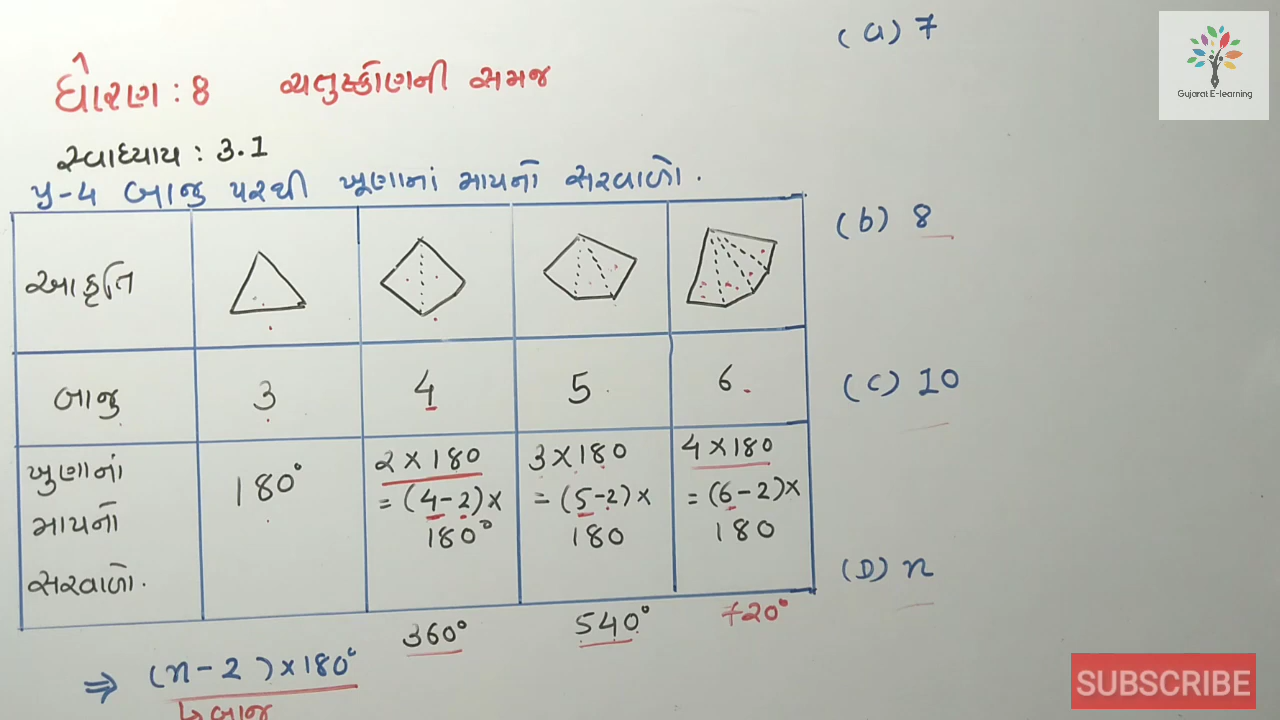 ધોરણ : 8 ચતુષ્કોણની સમજ
સ્વાધ્યાય : ૩.1
પ્ર-૪ બાજુ પરથી ખૂણાનાં માપનો સરવાળો.
આકૃતિ
બાજુ 3 4 5 6
ખુણાનાં માપનો સરવાળો.
180°
2 × 180
= (4-2) ×
180°
3 × 180
= (5-2) ×
180
4 × 180
= (6-2) ×
180
360° 540° 720°
⇒ (n - 2) × 180°
↳ બાજુ
(a) 7
(b) 8
(C) 10
(D) n
Gujarat E-learning
SUBSCRIBE